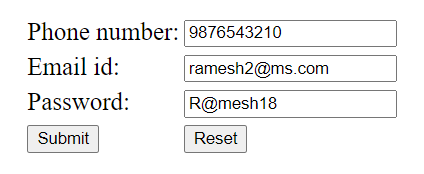 Phone number: 9876543210
Email id: ramesh2@ms.com
Password: R@mesh18
Submit Reset